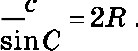 c
sin C = 2R.